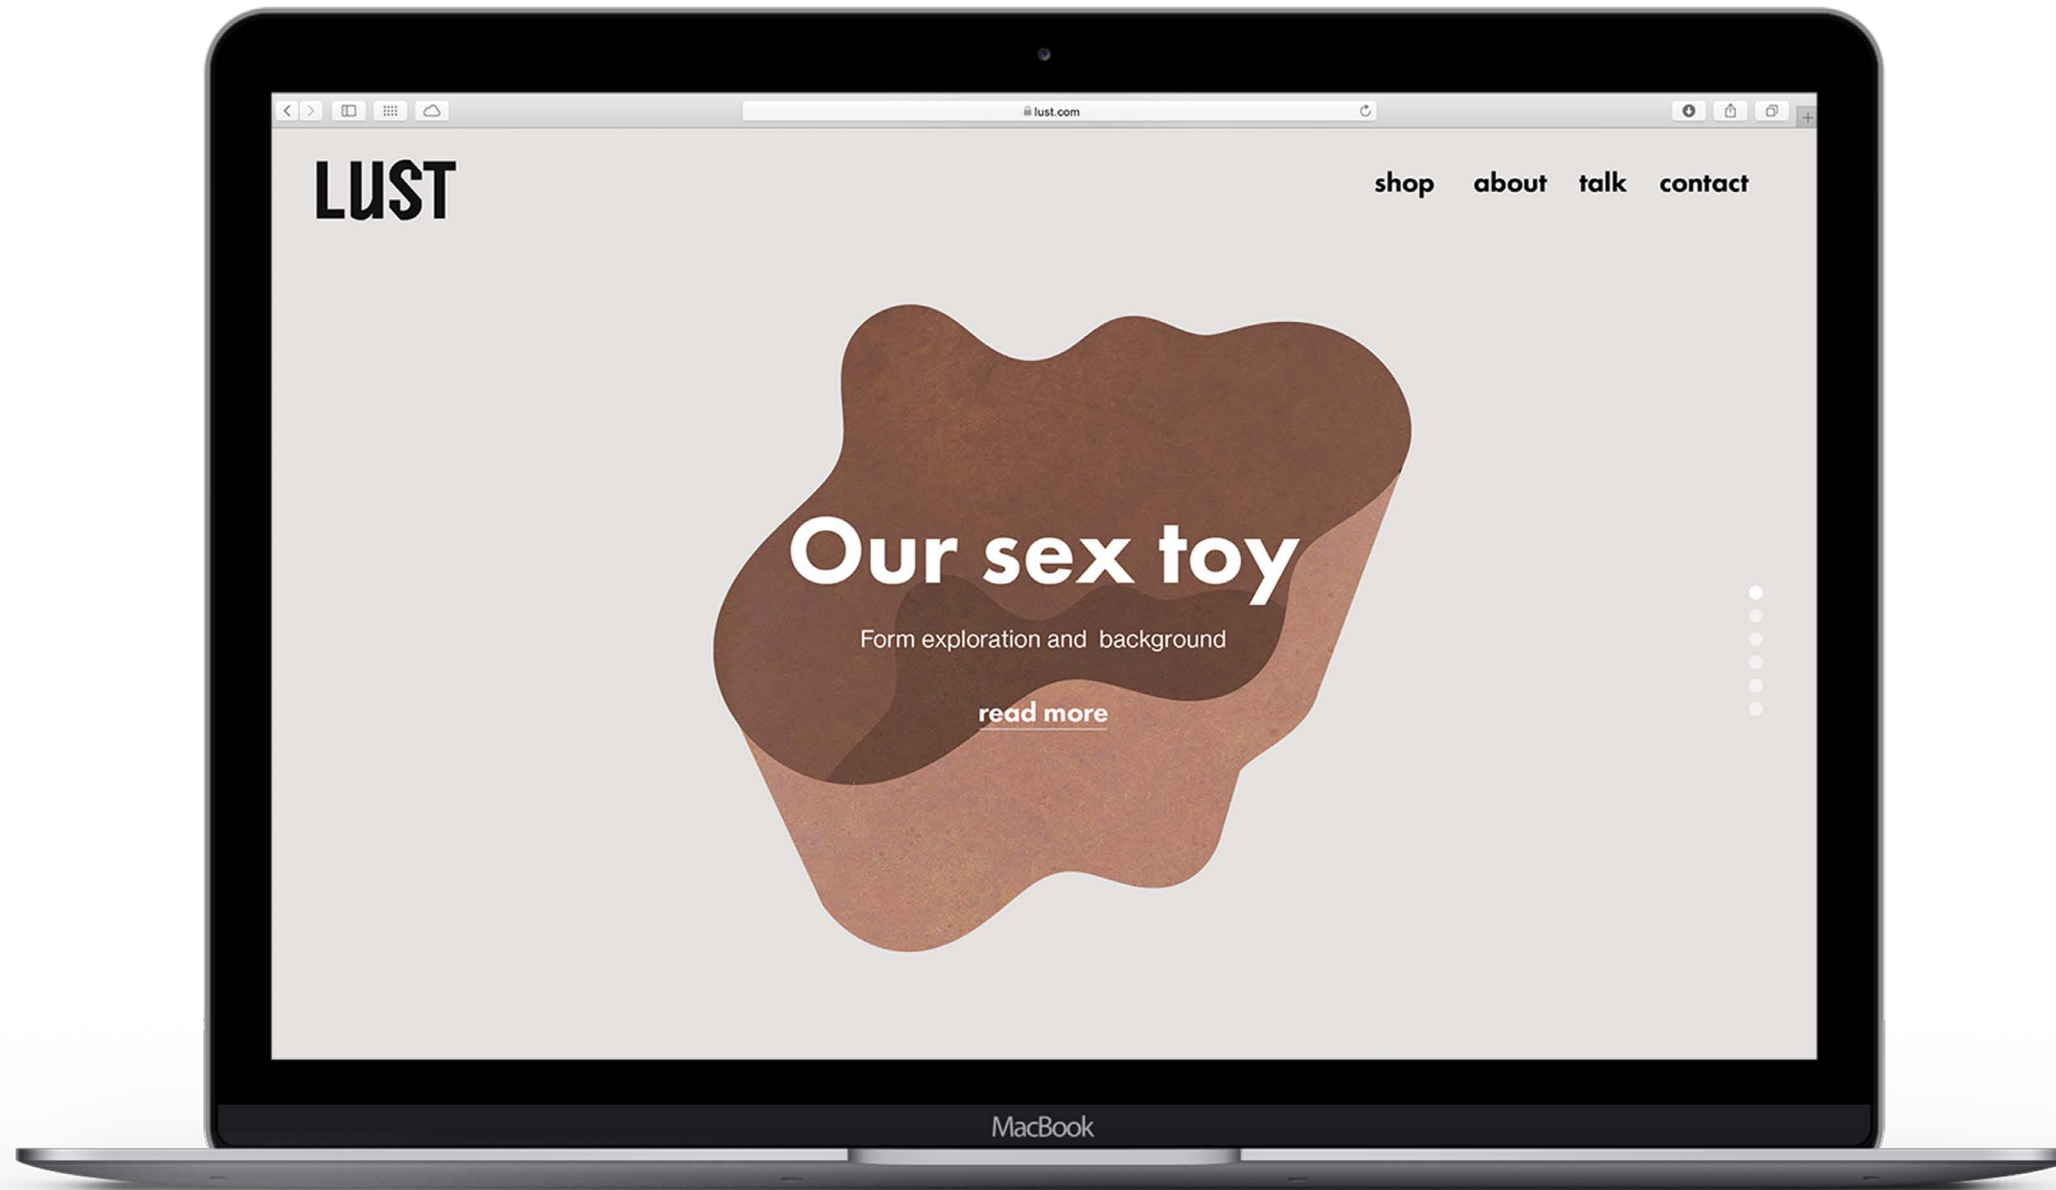 lust.com
LUST
shop about talk contact
Our sex toy
Form exploration and background
read more
MacBook